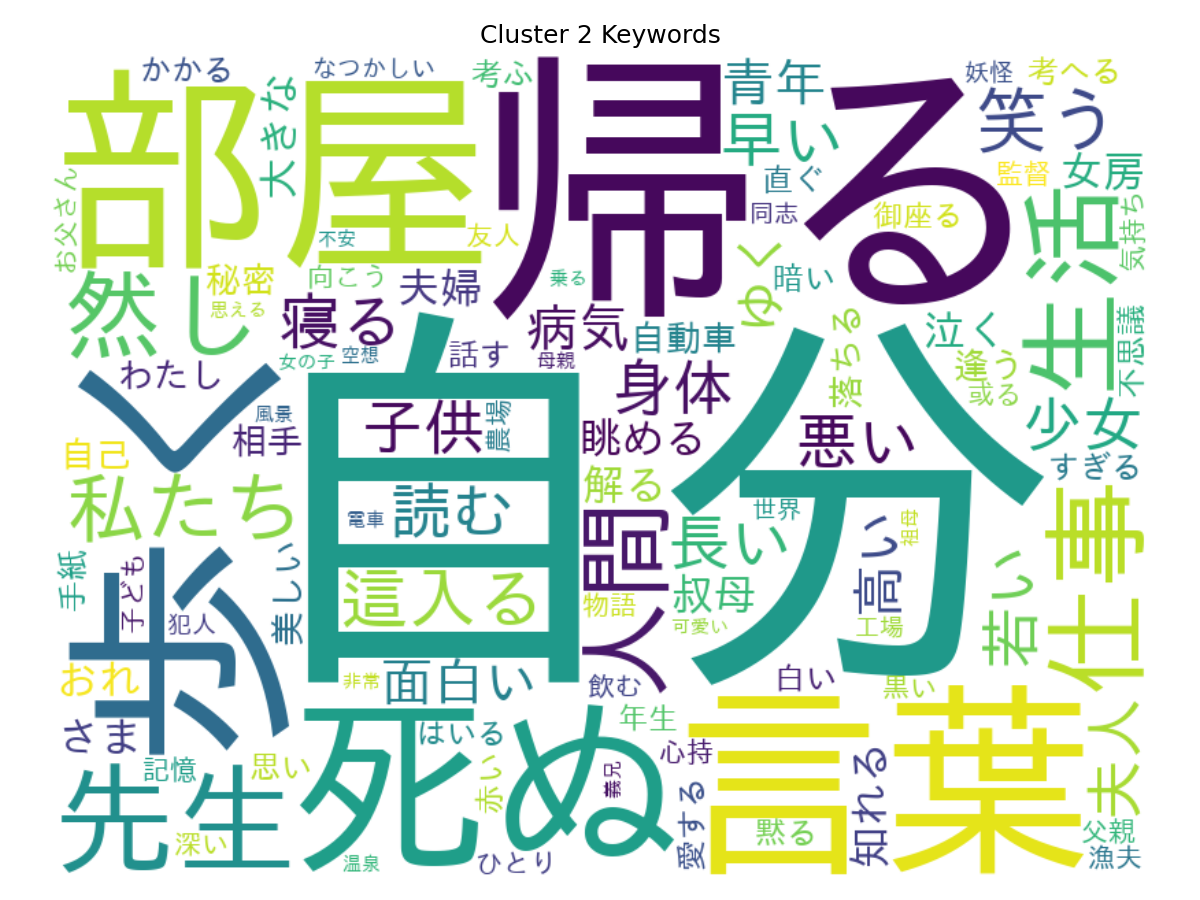 Cluster 2 Keywords
かかる
なつかしい
考ふ
青年
妖怪
考へる
部屋
大きな
帰る
早い
笑う
お父さん
直ぐ
監督
女房
同志
御座る
生活
気持ち
不安
友人
ゆく
秘密
向こう
夫婦
乗る
暗い
然し
思える
寝る
病気
自動車
落ちる
泣く
不思議
女の子
空想
話す
母親
逢う
或る
わたし
自分
身体
少女
風景
子供
農場
眺める
悪い
相手
自己
すぎる
歩く
私たち
読む
電車
解る
世界
仕事
人間
長い
高い
祖母
手紙
子ども
美しい
這入る
物語
叔母
若い
犯人
可愛い
工場
おれ
非常
面白い
飲む
白い
黒い
さま
死ぬ
はいる
年生
言葉
夫人
記憶
思い
心持
知れる
先生
赤い
義兄
愛する
黙る
父親
深い
温泉
ひとり
漁夫